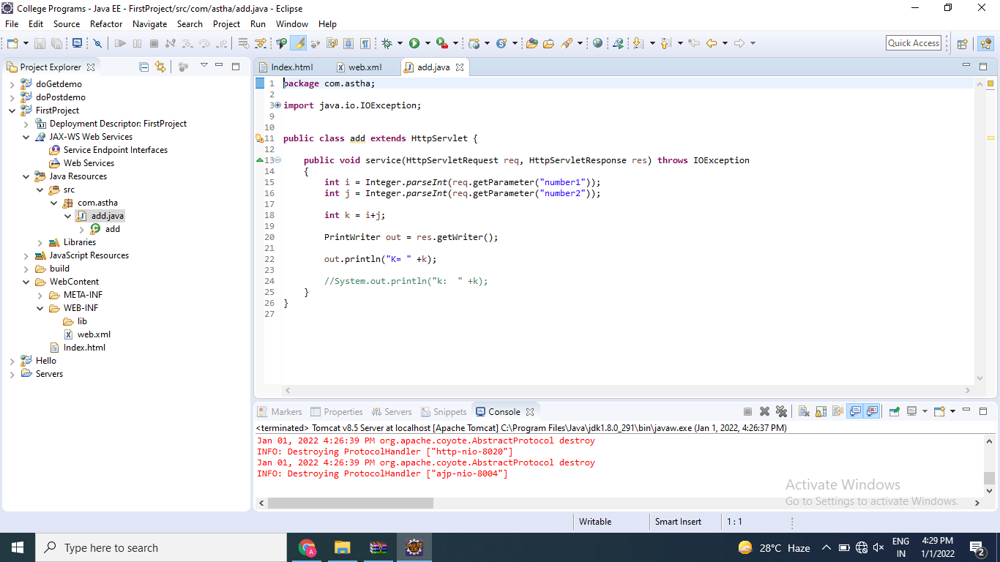 College Programs - Java EE - FirstProject/src/com/astha/add.java - Eclipse
File Edit Source Refactor Navigate Search Project Run Window Help
Quick Access
Project Explorer
doGetdemo
doPostdemo
FirstProject
Deployment Descriptor: FirstProject
JAX-WS Web Services
Service Endpoint Interfaces
Web Services
Java Resources
src
com.astha
add.java
add
Libraries
JavaScript Resources
build
WebContent
META-INF
WEB-INF
lib
web.xml
Index.html
Hello
Servers
Index.html web.xml add.java
1 package com.astha;
2
3 import java.io.IOException;
9
10
11 public class add extends HttpServlet {
12
13 public void service(HttpServletRequest req, HttpServletResponse res) throws IOException
14 {
15 int i = Integer.parseInt(req.getParameter("number1"));
16 int j = Integer.parseInt(req.getParameter("number2"));
17
18 int k = i+j;
19
20 PrintWriter out = res.getWriter();
21
22 out.println("K= " +k);
23
24 //System.out.println("k:  " +k);
25 }
26 }
27
Markers Properties Servers Snippets Console
<terminated> Tomcat v8.5 Server at localhost [Apache Tomcat] C:\Program Files\Java\jdk1.8.0_291\bin\javaw.exe (Jan 1, 2022, 4:26:37 PM)
Jan 01, 2022 4:26:39 PM org.apache.coyote.AbstractProtocol destroy
INFO: Destroying ProtocolHandler ["http-nio-8020"]
Jan 01, 2022 4:26:39 PM org.apache.coyote.AbstractProtocol destroy
INFO: Destroying ProtocolHandler ["ajp-nio-8004"]
Activate Windows
Go to Settings to activate Windows.
Writable Smart Insert 1 : 1
Type here to search
A
JAVA EE IDE
28°C Haze
ENG
IN
4:29 PM
1/1/2022
2